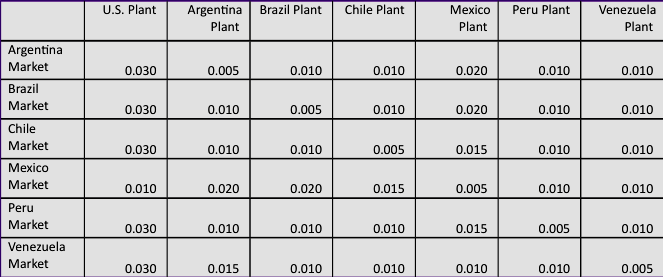 U.S. Plant Argentina Plant Brazil Plant Chile Plant Mexico Plant Peru Plant Venezuela Plant
Argentina
Market 0.030 0.005 0.010 0.010 0.020 0.010 0.010
Brazil
Market 0.030 0.010 0.005 0.010 0.020 0.010 0.010
Chile
Market 0.030 0.010 0.010 0.005 0.015 0.010 0.010
Mexico
Market 0.010 0.020 0.020 0.015 0.005 0.010 0.010
Peru
Market 0.030 0.010 0.010 0.010 0.015 0.005 0.010
Venezuela
Market 0.030 0.015 0.010 0.010 0.010 0.010 0.005